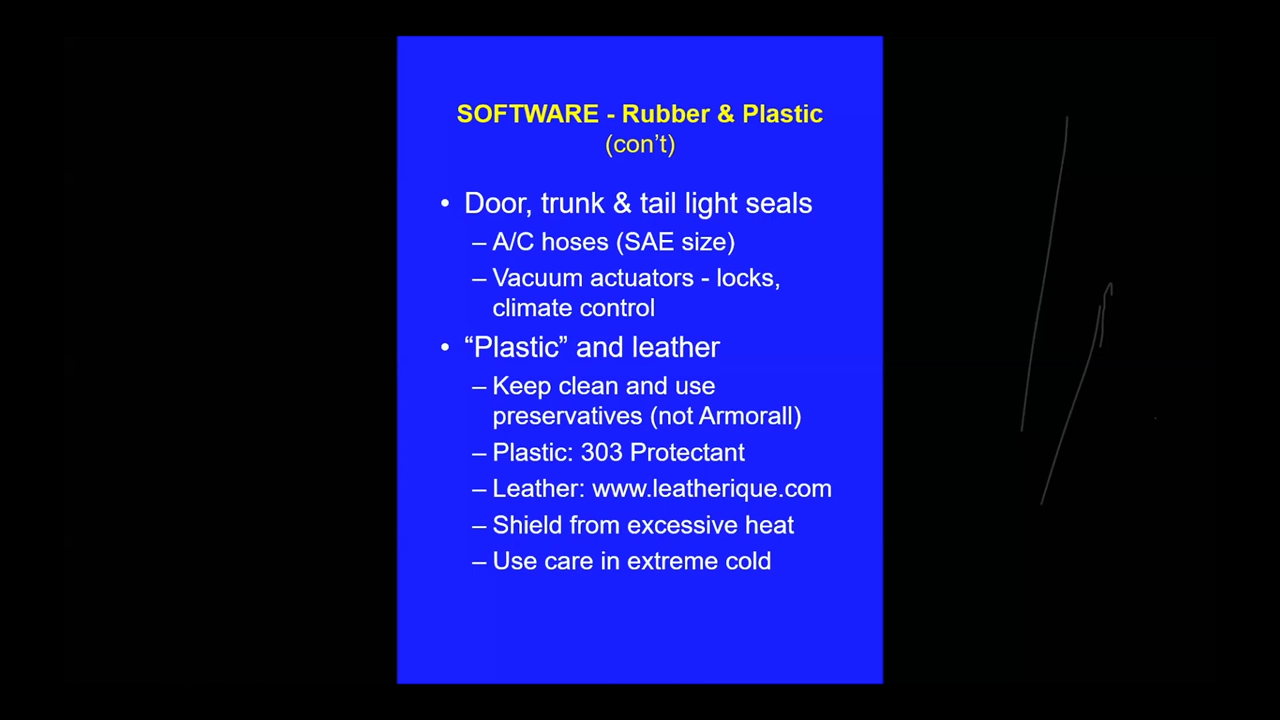 SOFTWARE - Rubber & Plastic
(con’t)
• Door, trunk & tail light seals
– A/C hoses (SAE size)
– Vacuum actuators - locks,
climate control
• “Plastic” and leather
– Keep clean and use
preservatives (not Armorall)
– Plastic: 303 Protectant
– Leather: www.leatherique.com
– Shield from excessive heat
– Use care in extreme cold